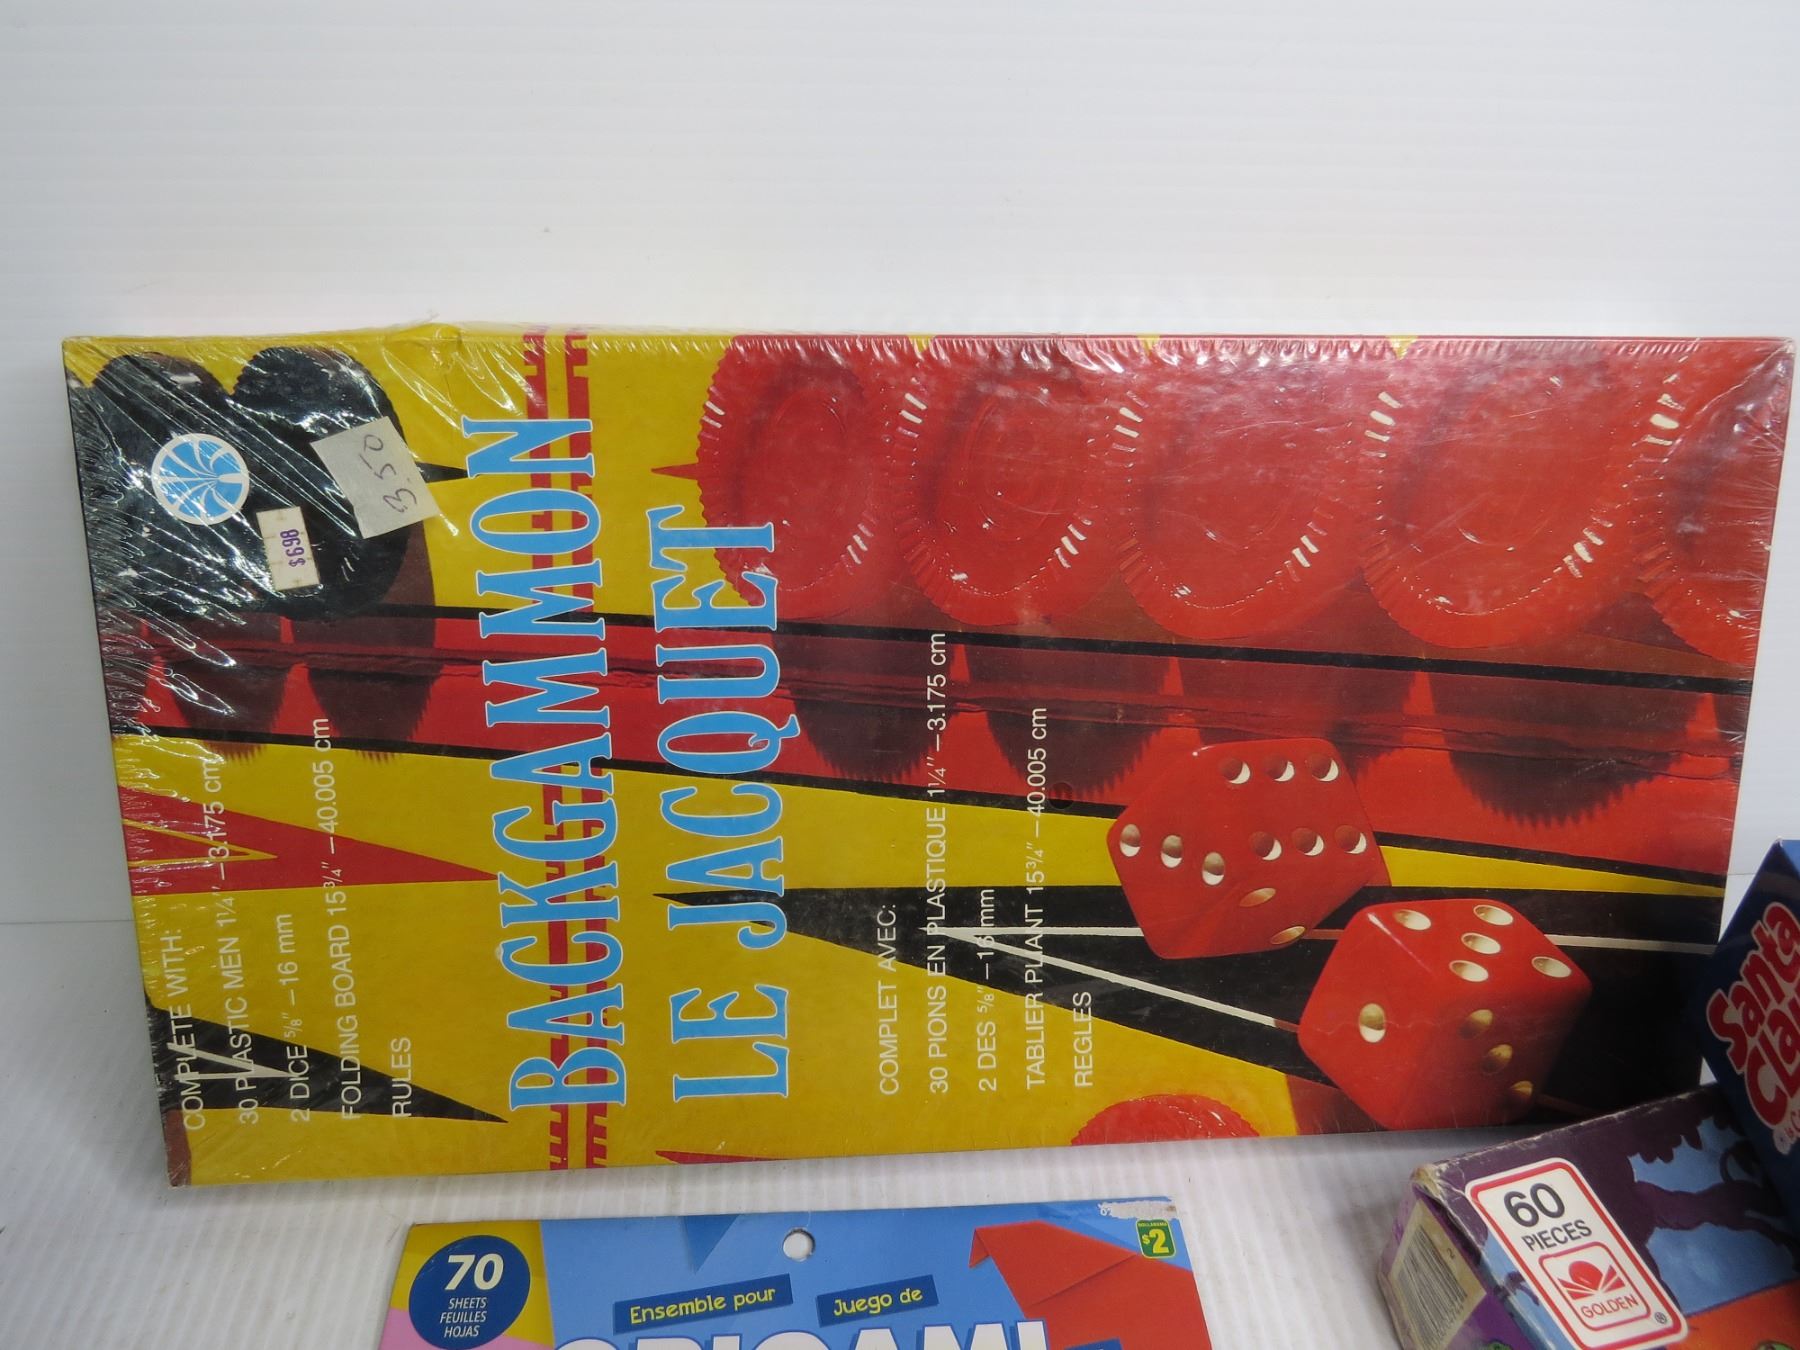 3.50
$698
BACKGAMMON
LE JACQUET
COMPLETE WITH:
30 PLASTIC MEN 1¼"–3.175 cm
2 DICE ⅝"–16 mm
FOLDING BOARD 15¾"–40.005 cm
RULES
COMPLET AVEC:
30 PIONS EN PLASTIQUE 1¼"–3.175 cm
2 DES ⅝"–16 mm
TABLIER PLIANT 15¾"–40.005 cm
REGLES
70
SHEETS
FEUILLES
HOJAS
Ensemble pour
Juego de
ORIGAMI
DOLLARAMA
$2
60
PIECES
GOLDEN
®
Santa